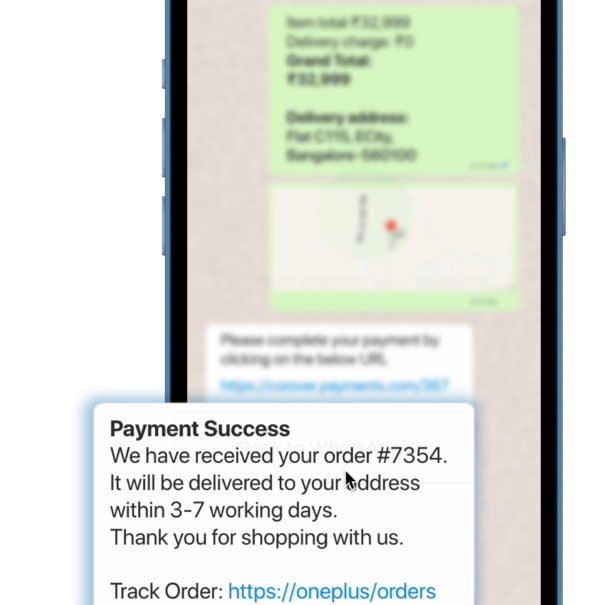 Item total ₹32,999
Delivery charge: ₹0
Grand Total:
₹32,999
Delivery address:
Flat C115, ECity,
Bangalore-560100
Please complete your payment by
clicking on the below URL
https://corover.payments.com/367
Payment Success
We have received your order #7354.
It will be delivered to your address
within 3-7 working days.
Thank you for shopping with us.
Track Order: https://oneplus/orders